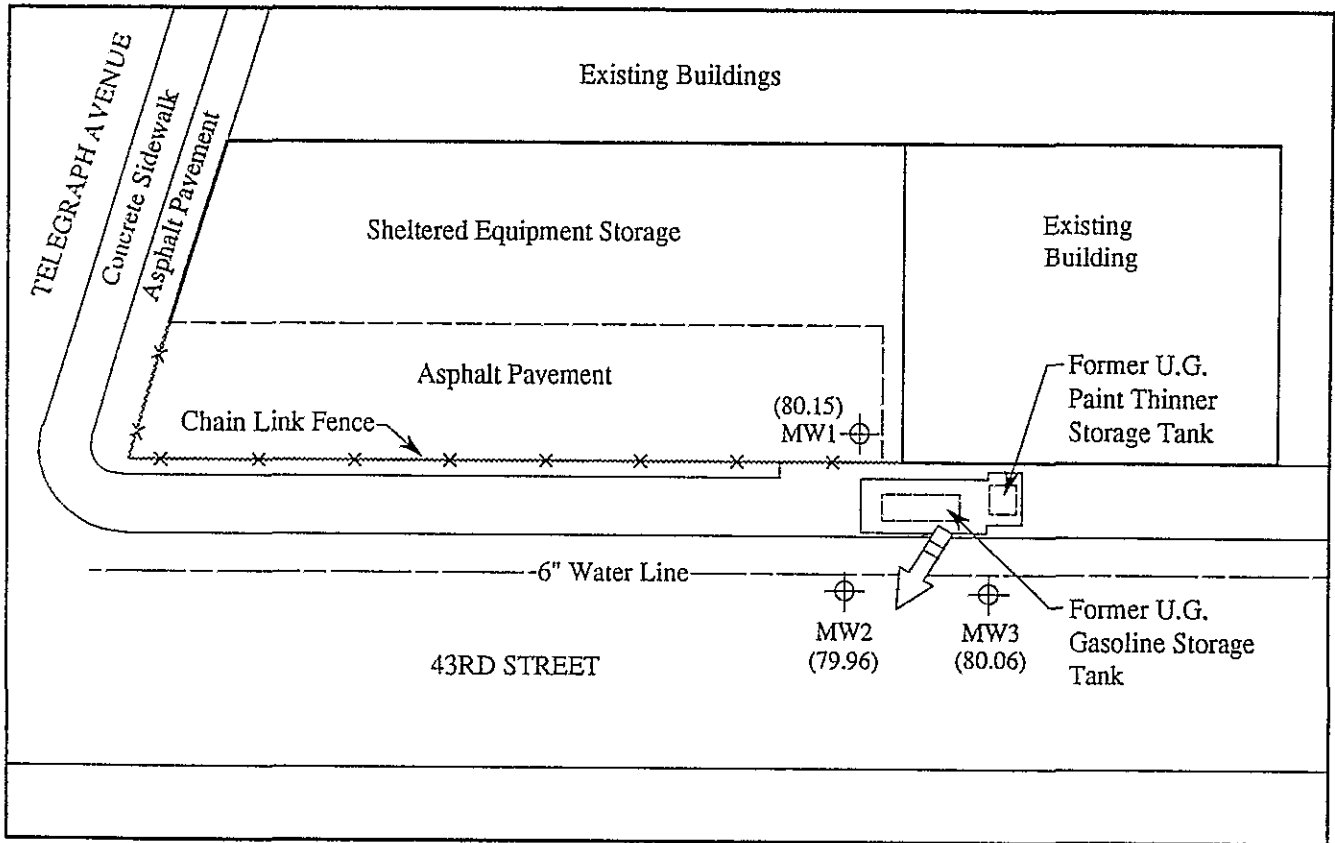 Existing Buildings
TELEGRAPH AVENUE
Concrete Sidewalk
Asphalt Pavement
Sheltered Equipment Storage
Existing
Building
Asphalt Pavement
Chain Link Fence
(80.15)
MW1
Former U.G.
Paint Thinner
Storage Tank
6" Water Line
MW2
(79.96)
MW3
(80.06)
Former U.G.
Gasoline Storage
Tank
43RD STREET